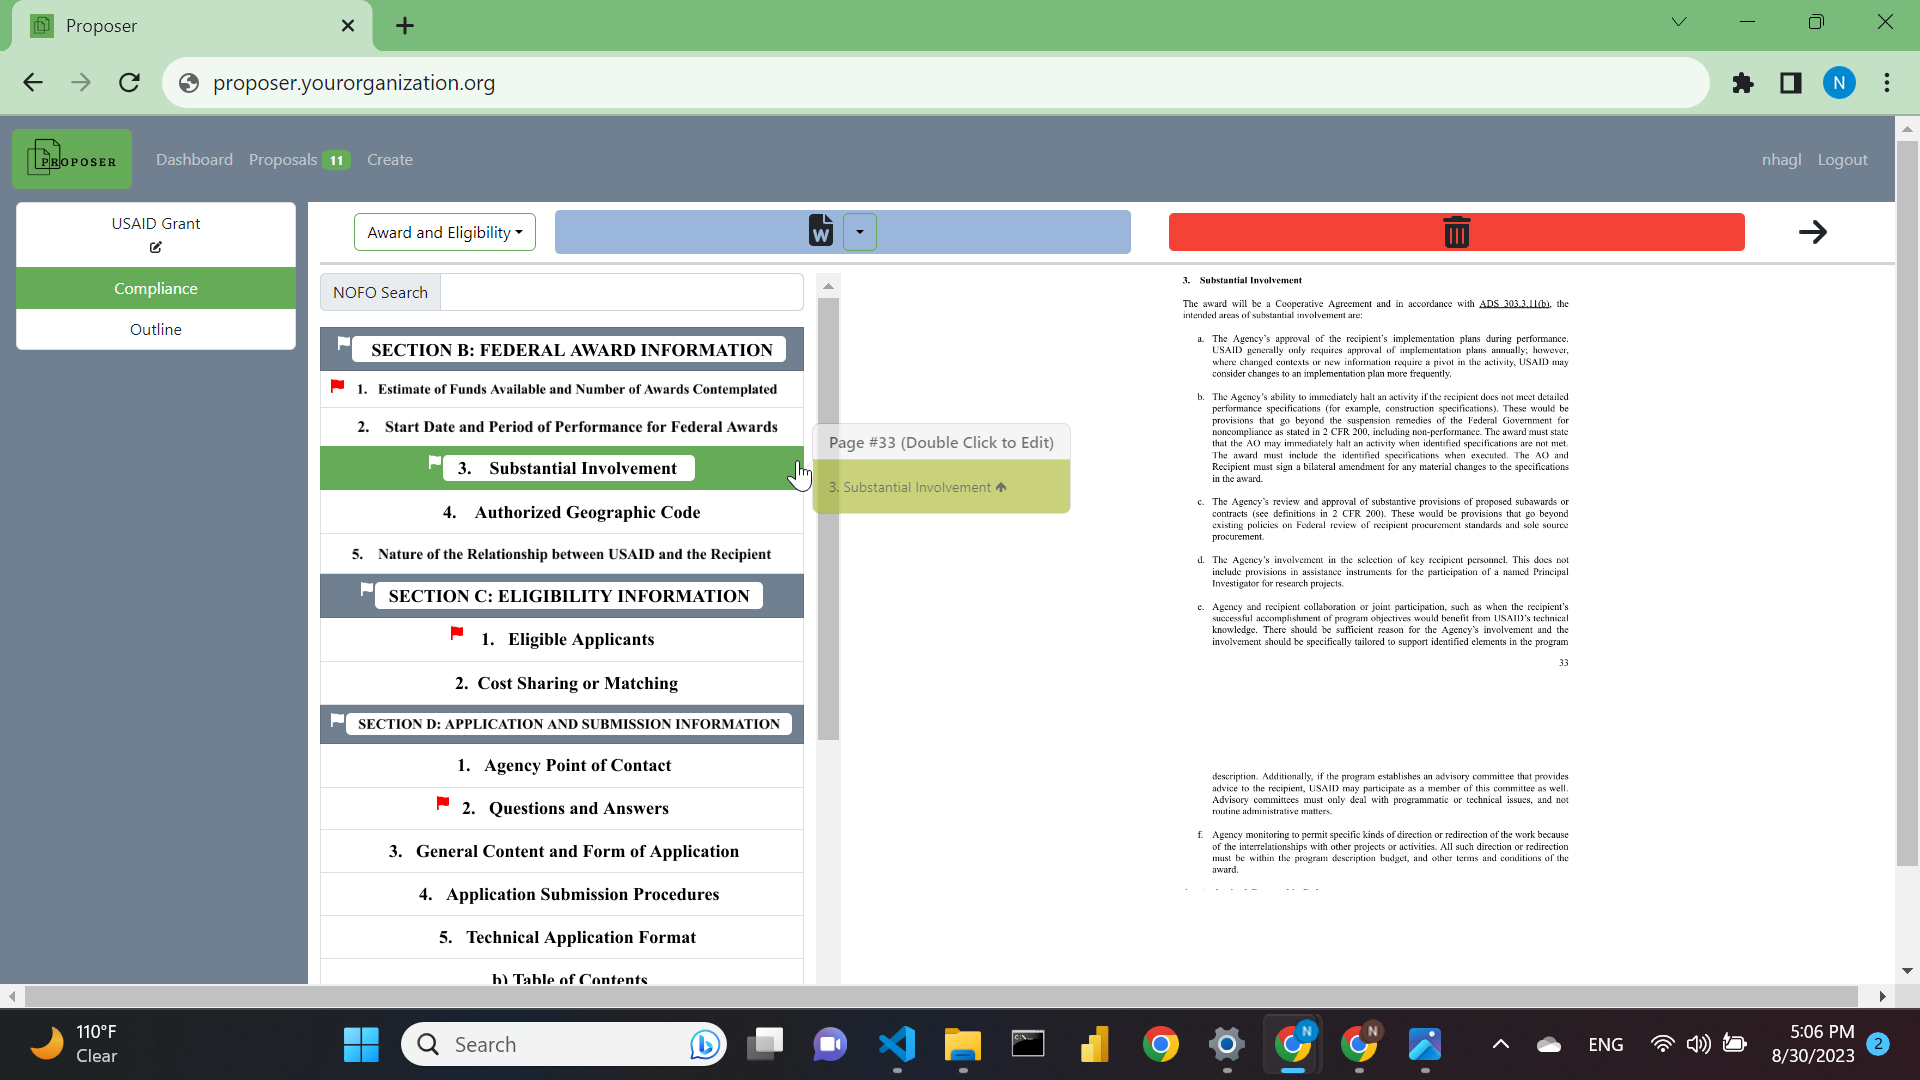 Proposer
proposer.yourorganization.org
N
PROPOSER
Dashboard Proposals 11 Create
nhagl Logout
USAID Grant
Compliance
Outline
Award and Eligibility
W
NOFO Search
SECTION B: FEDERAL AWARD INFORMATION
1. Estimate of Funds Available and Number of Awards Contemplated
2. Start Date and Period of Performance for Federal Awards
3. Substantial Involvement
4. Authorized Geographic Code
5. Nature of the Relationship between USAID and the Recipient
SECTION C: ELIGIBILITY INFORMATION
1. Eligible Applicants
2. Cost Sharing or Matching
SECTION D: APPLICATION AND SUBMISSION INFORMATION
1. Agency Point of Contact
2. Questions and Answers
3. General Content and Form of Application
4. Application Submission Procedures
5. Technical Application Format
b) Table of Contents
Page #33 (Double Click to Edit)
3. Substantial Involvement
3. Substantial Involvement
The award will be a Cooperative Agreement and in accordance with ADS 303.3.11(b), the
intended areas of substantial involvement are:
a. The Agency's approval of the recipient's implementation plans during performance.
USAID generally only requires approval of implementation plans annually; however,
where changed contexts or new information require a pivot in the activity, USAID may
consider changes to an implementation plan more frequently.
b. The Agency's ability to immediately halt an activity if the recipient does not meet detailed
performance specifications (for example, construction specifications). These would be
provisions that go beyond the suspension remedies of the Federal Government for
noncompliance as stated in 2 CFR 200, including non-performance. The award must state
that the AO may immediately halt an activity when identified specifications are not met.
The award must include the identified specifications when executed. The AO and
Recipient must sign a bilateral amendment for any material changes to the specifications
in the award.
c. The Agency's review and approval of substantive provisions of proposed subawards or
contracts (see definitions in 2 CFR 200). These would be provisions that go beyond
existing policies on Federal review of recipient procurement standards and sole source
procurement.
d. The Agency's involvement in the selection of key recipient personnel. This does not
include provisions in assistance instruments for the participation of a named Principal
Investigator for research projects.
e. Agency and recipient collaboration or joint participation, such as when the recipient's
successful accomplishment of program objectives would benefit from USAID's technical
knowledge. There should be sufficient reason for the Agency's involvement and the
involvement should be specifically tailored to support identified elements in the program
33
description. Additionally, if the program establishes an advisory committee that provides
advice to the recipient, USAID may participate as a member of this committee as well.
Advisory committees must only deal with programmatic or technical issues, and not
routine administrative matters.
f. Agency monitoring to permit specific kinds of direction or redirection of the work because
of the interrelationships with other projects or activities. All such direction or redirection
must be within the program description budget, and other terms and conditions of the
award.
110°F
Clear
Search
N
N
ENG
5:06 PM
8/30/2023
2